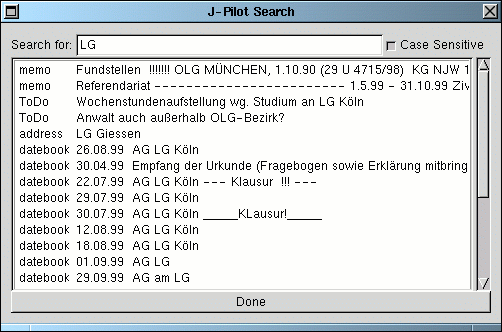 J-Pilot Search
Search for: LG Case Sensitive
memo Fundstellen !!!!!!! OLG MÜNCHEN, 1.10.90 (29 U 4715/98) KG NJW 1
memo Referendariat ----------------------- 1.5.99 - 31.10.99 Ziv
ToDo Wochenstundenaufstellung wg. Studium an LG Köln
ToDo Anwalt auch außerhalb OLG-Bezirk?
address LG Giessen
datebook 26.08.99 AG LG Köln
datebook 30.04.99 Empfang der Urkunde (Fragebogen sowie Erklärung mitbring
datebook 22.07.99 AG LG Köln --- Klausur !!! ---
datebook 29.07.99 AG LG Köln
datebook 30.07.99 AG LG Köln _____KLausur!_____
datebook 12.08.99 AG LG Köln
datebook 18.08.99 AG LG Köln
datebook 01.09.99 AG LG
datebook 29.09.99 AG am LG
Done